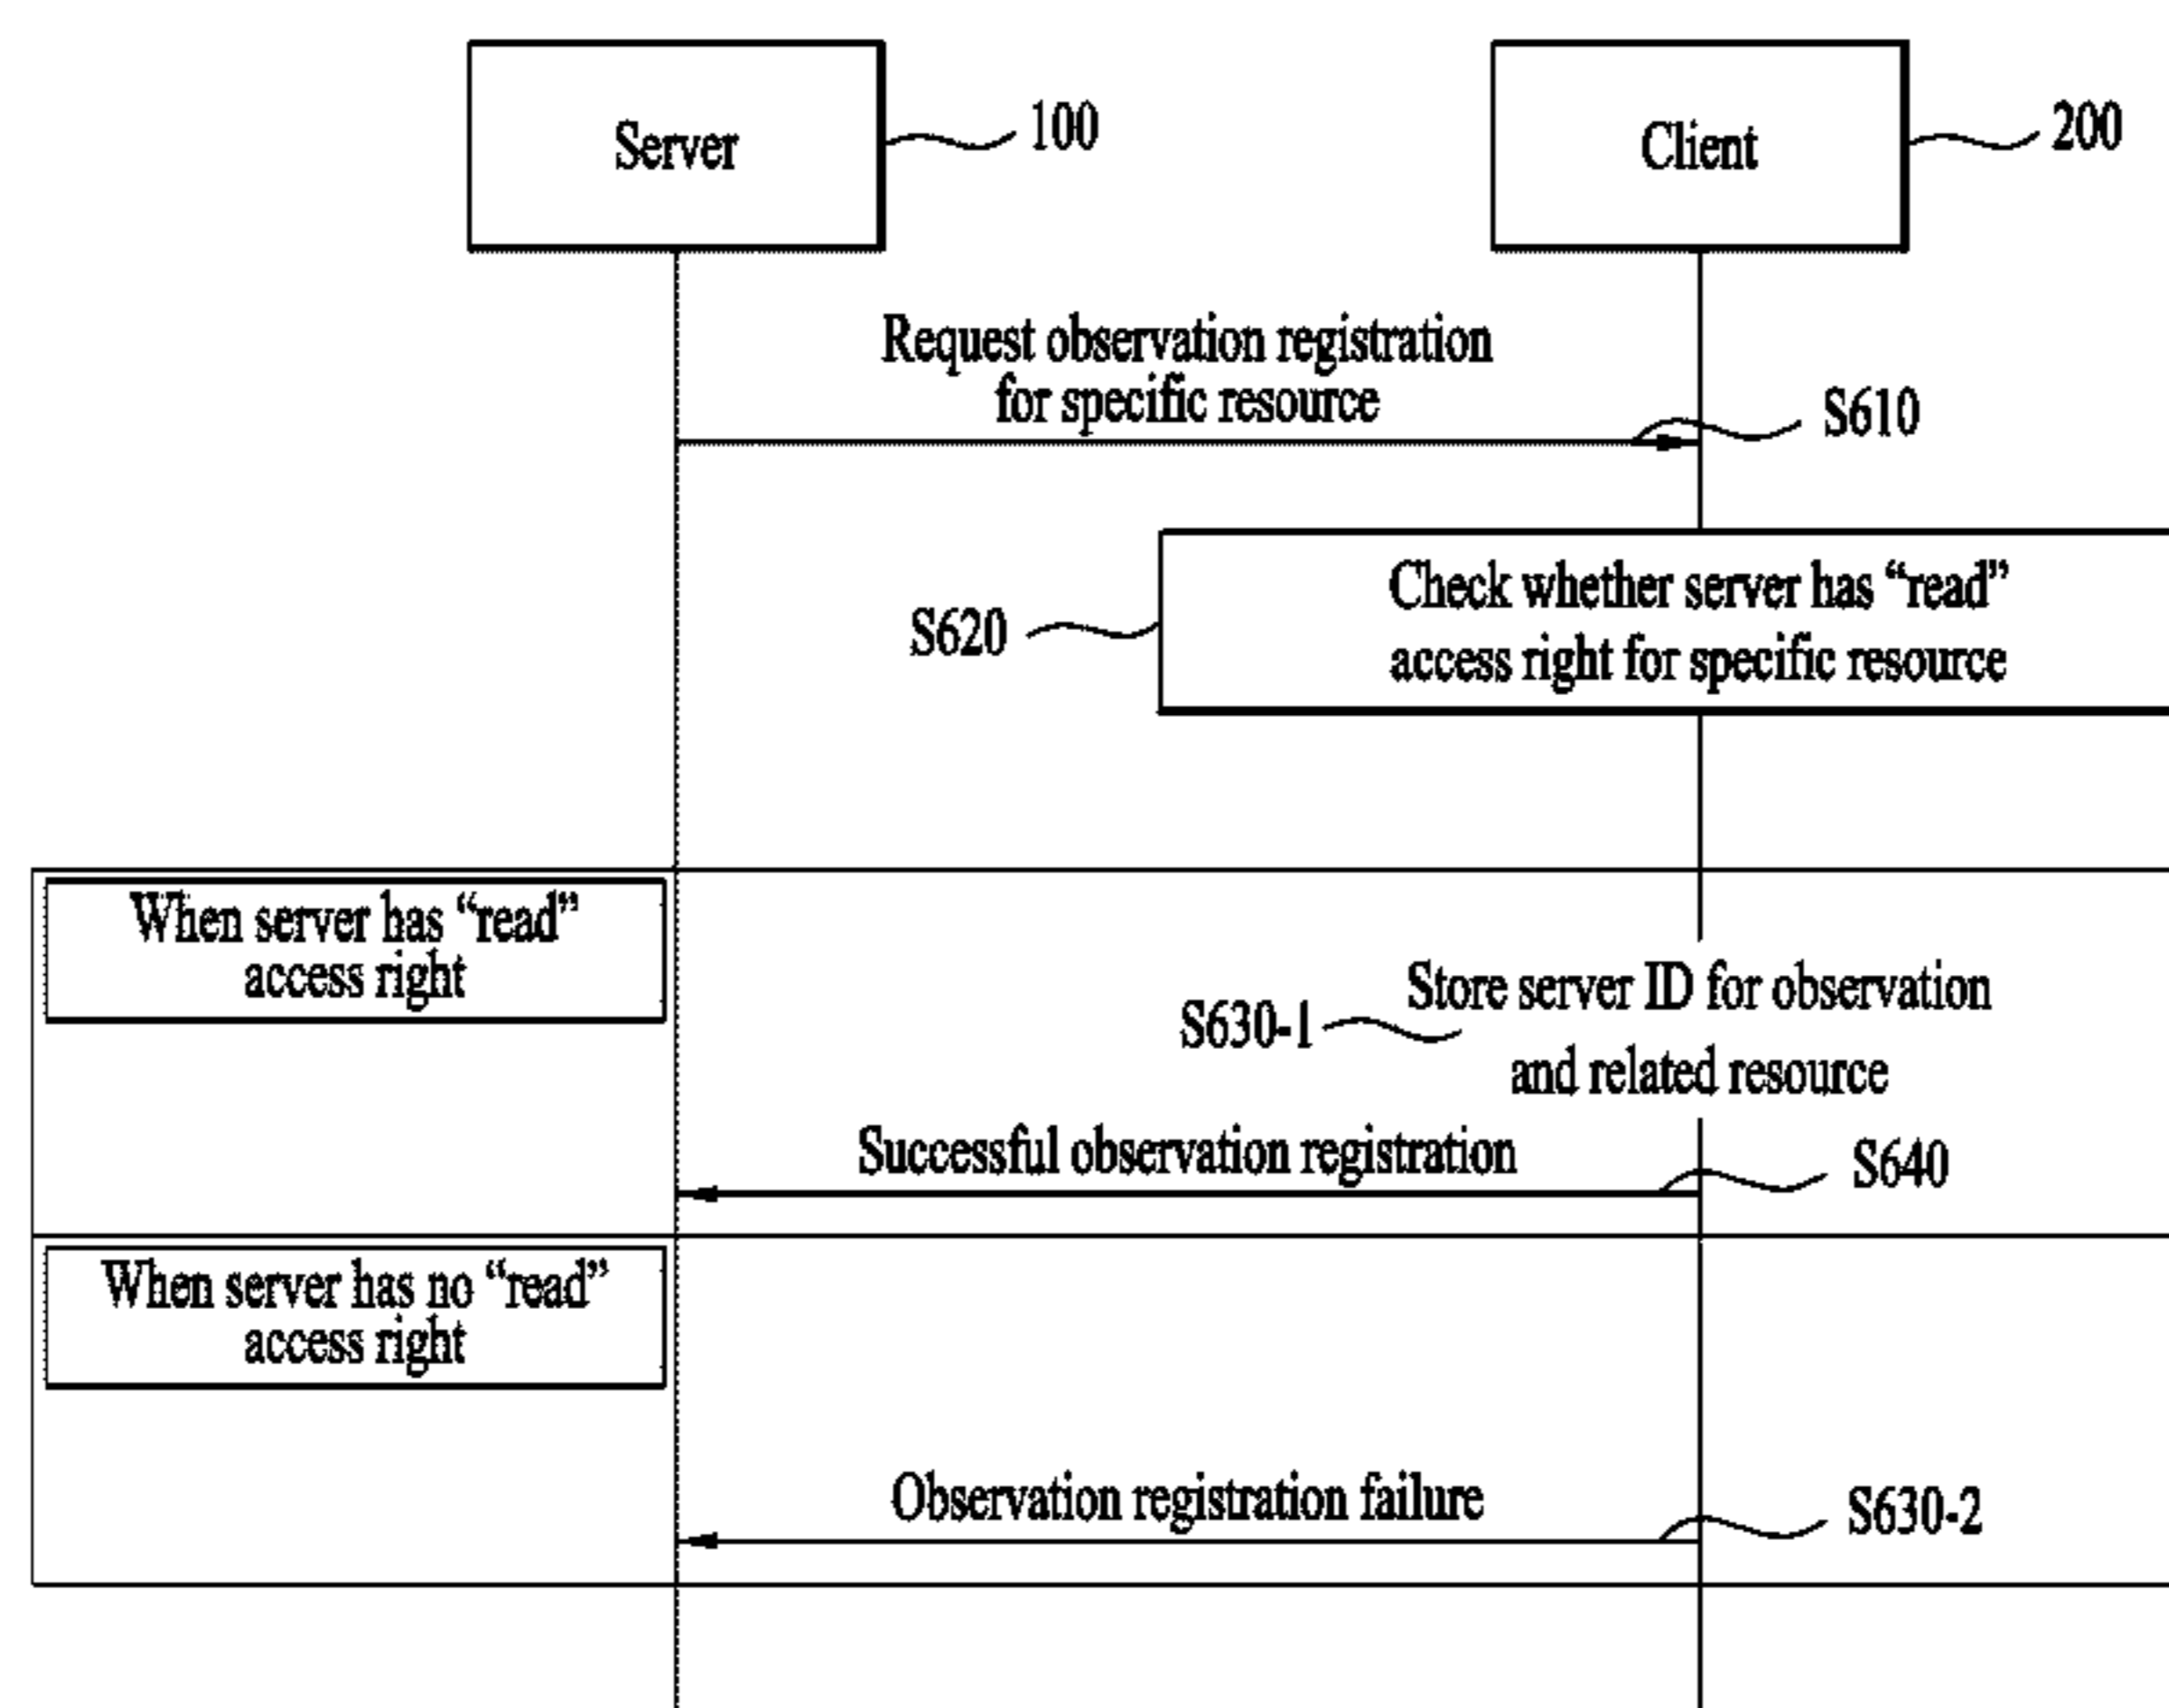 Server
100
Client
200
Request observation registration
for specific resource
S610
Check whether server has “read”
access right for specific resource
S620
When server has “read”
access right
Store server ID for observation
and related resource
S630-1
Successful observation registration
S640
When server has no “read”
access right
Observation registration failure
S630-2